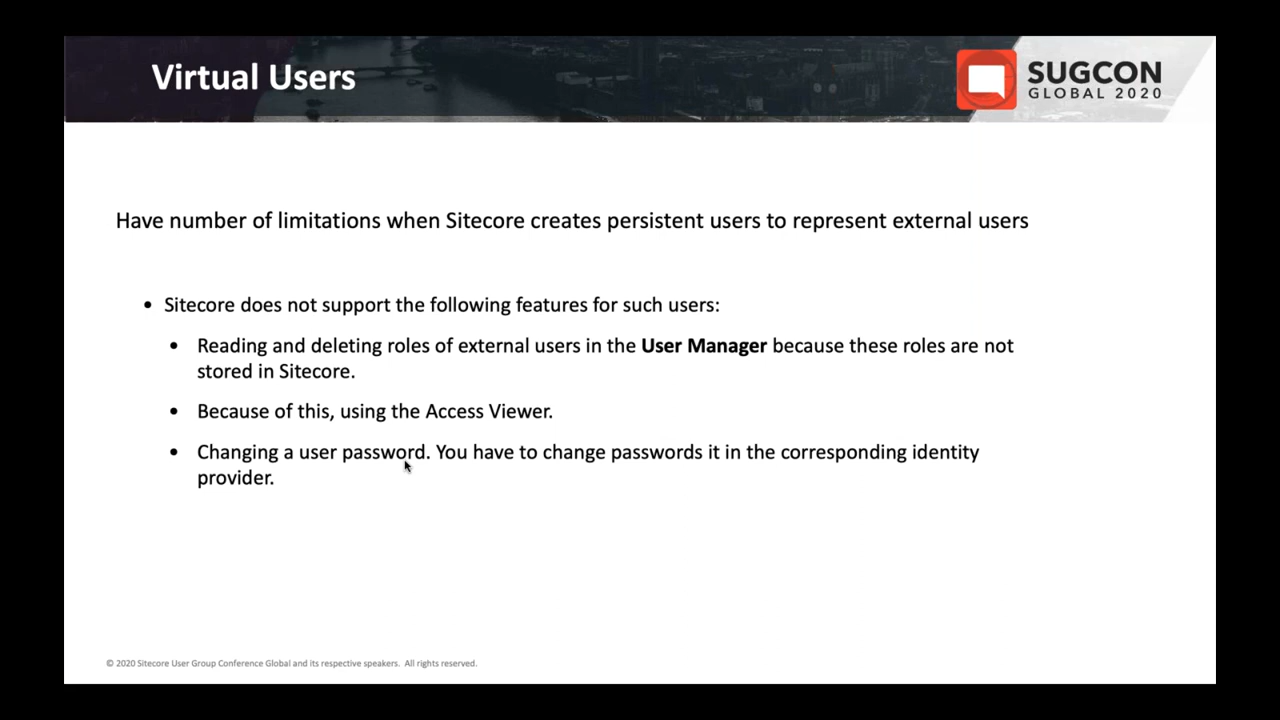 Virtual Users
SUGCON
GLOBAL 2020
Have number of limitations when Sitecore creates persistent users to represent external users
• Sitecore does not support the following features for such users:
• Reading and deleting roles of external users in the User Manager because these roles are not
stored in Sitecore.
• Because of this, using the Access Viewer.
• Changing a user password. You have to change passwords it in the corresponding identity
provider.
© 2020 Sitecore User Group Conference Global and its respective speakers. All rights reserved.